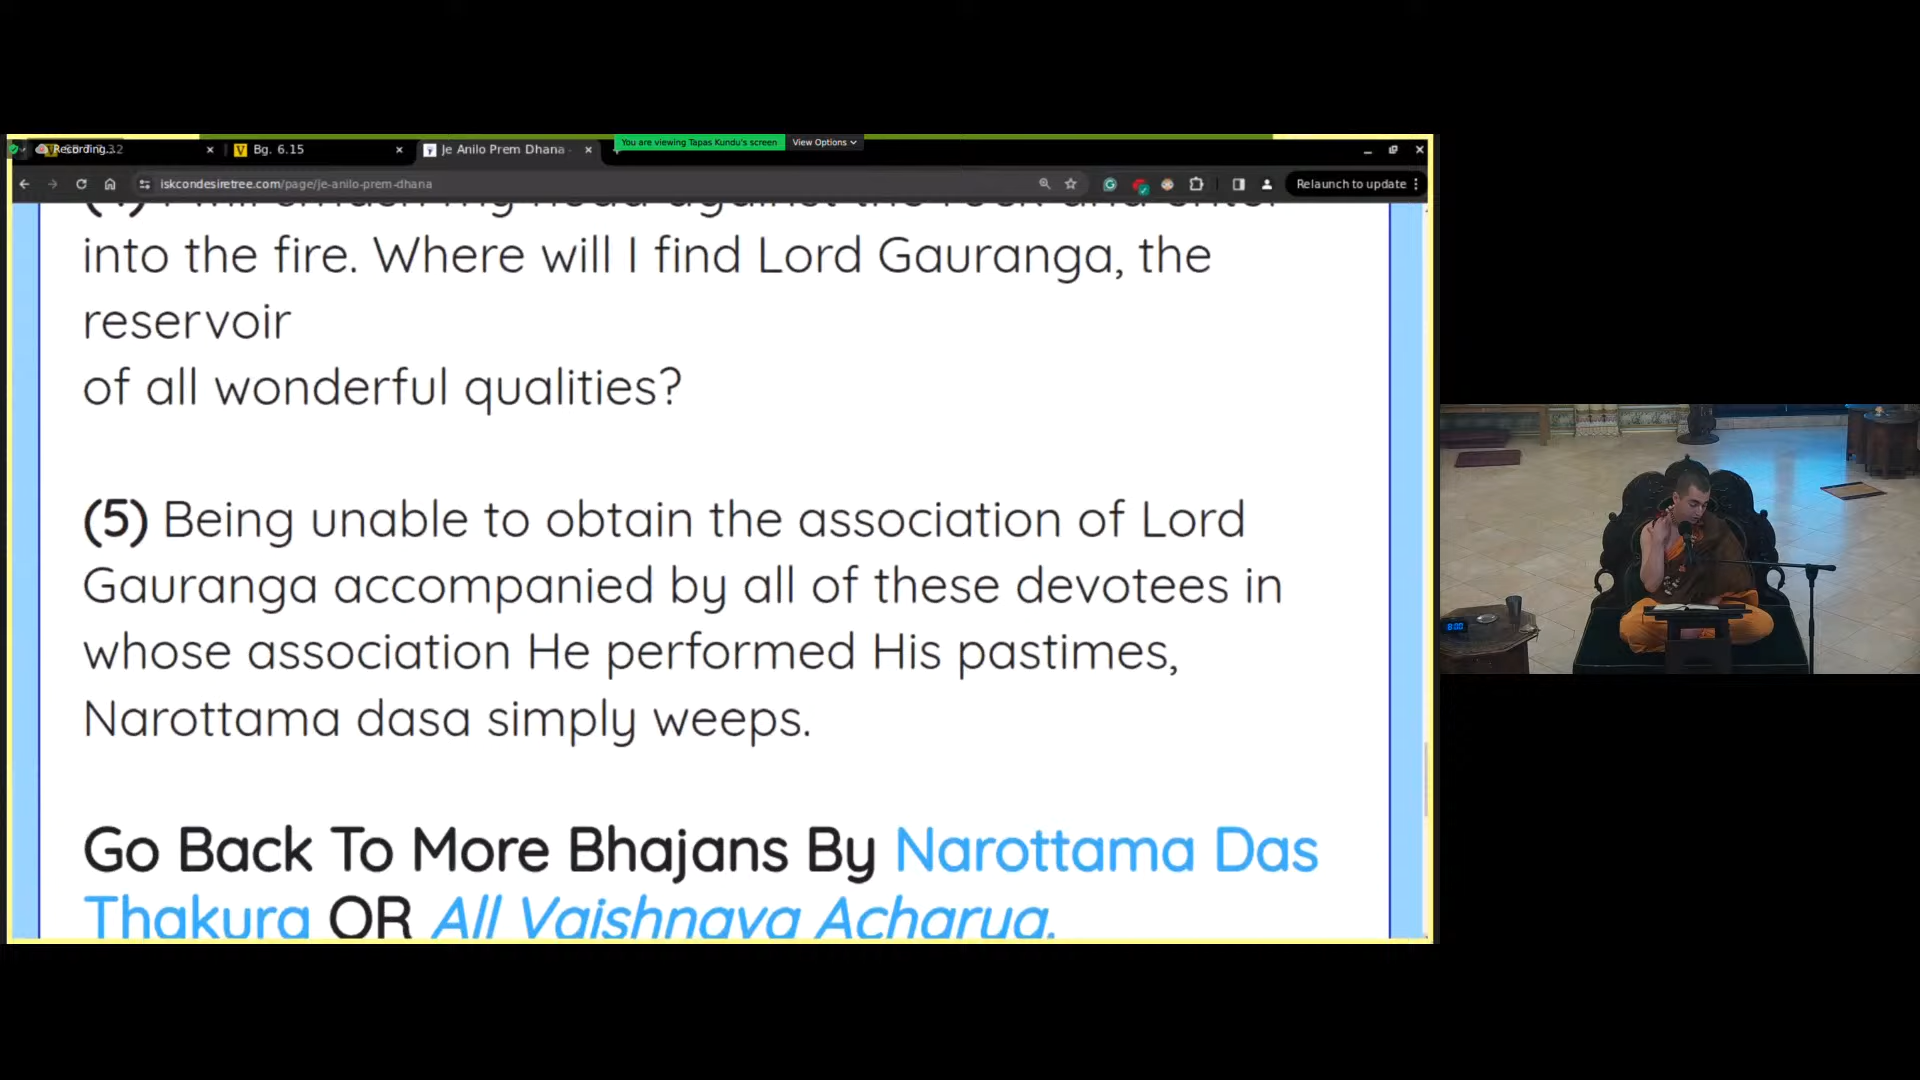 Recording...
Bg. 6.15
Je Anilo Prem Dhana -
You are viewing Tapas Kundu's screen
View Options
iskcondesiretree.com/page/je-anilo-prem-dhana
Relaunch to update
into the fire. Where will I find Lord Gauranga, the
reservoir
of all wonderful qualities?
(5) Being unable to obtain the association of Lord
Gauranga accompanied by all of these devotees in
whose association He performed His pastimes,
Narottama dasa simply weeps.
Go Back To More Bhajans By Narottama Das
Thakura OR All Vaishnava Acharya.
8:00